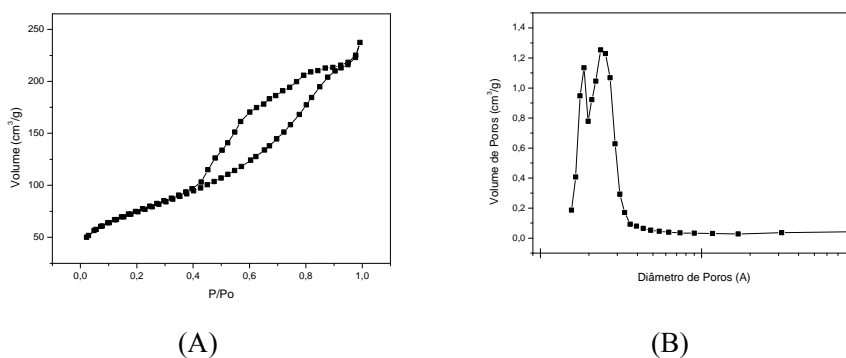 250
200
150
100
50
Volume (cm³/g)
0,0 0,2 0,4 0,6 0,8 1,0
P/Po
(A)
1,4
1,2
1,0
0,8
0,6
0,4
0,2
0,0
Volume de Poros (cm³/g)
Diâmetro de Poros (A)
(B)